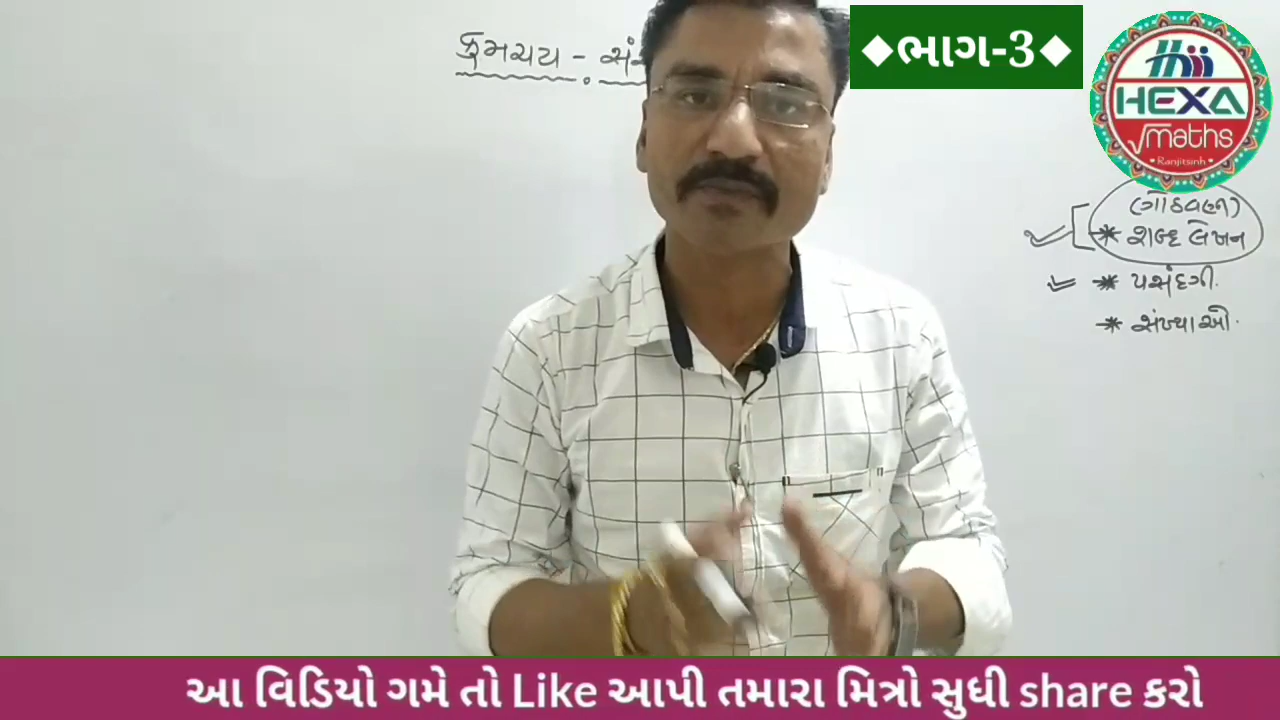 ક્રમચય - સં
◆ભાગ-3◆
HEXA
√maths
• Ranjitsinh •
(ગોઠવણ)
* શબ્દ લેખન
* પસંદગી.
* સંખ્યાઓ.
આ વિડિયો ગમે તો Like આપી તમારા મિત્રો સુધી share કરો